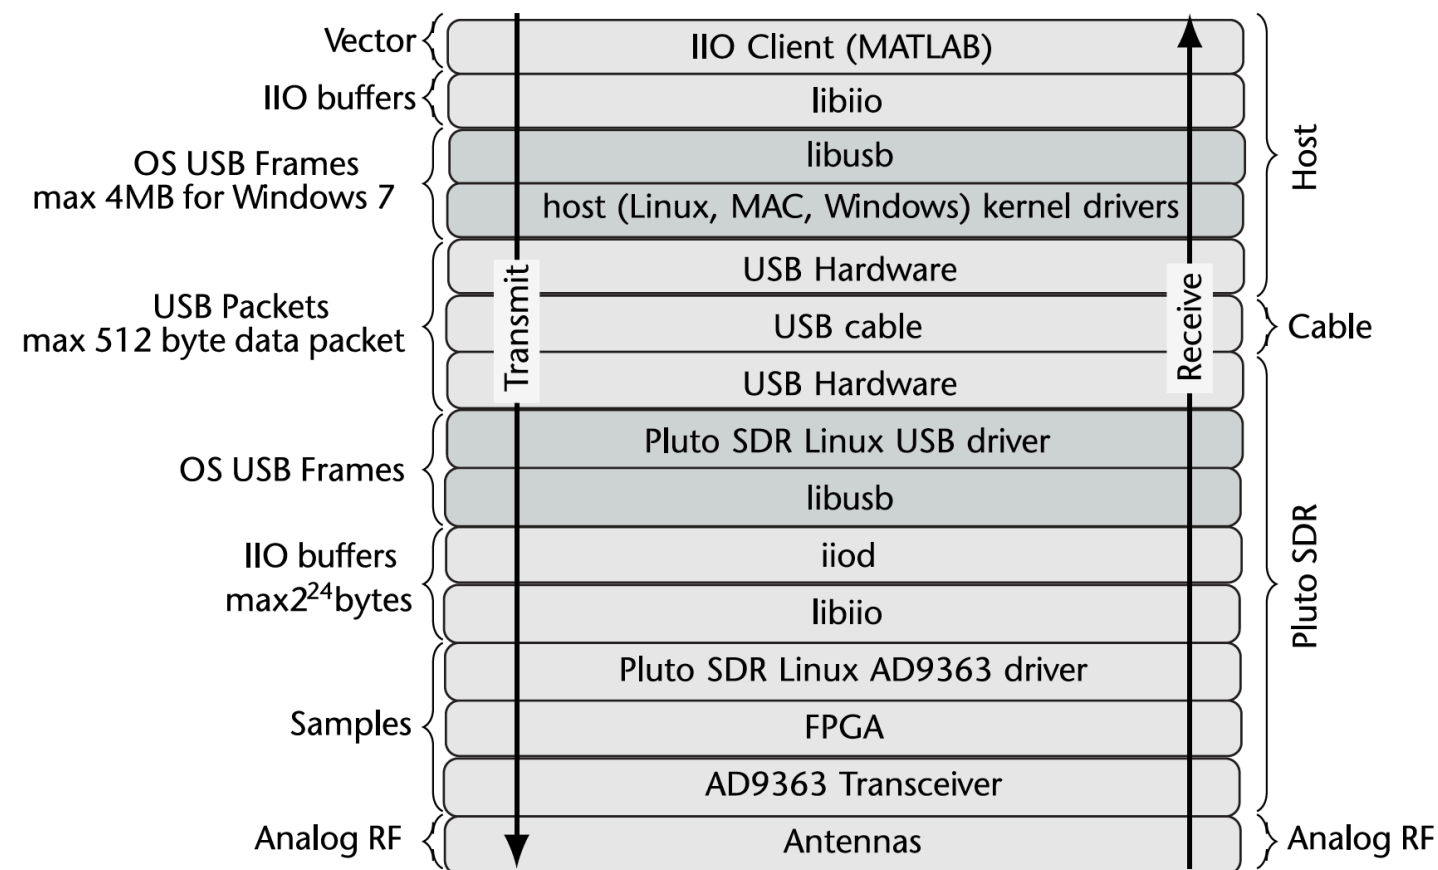 Vector
IIO Client (MATLAB)
IIO buffers
libiio
OS USB Frames
max 4MB for Windows 7
libusb
host (Linux, MAC, Windows) kernel drivers
Host
USB Packets
max 512 byte data packet
USB Hardware
USB cable
USB Hardware
Transmit
Receive
Cable
OS USB Frames
Pluto SDR Linux USB driver
libusb
IIO buffers
max2²⁴bytes
iiod
libiio
Pluto SDR
Samples
Pluto SDR Linux AD9363 driver
FPGA
AD9363 Transceiver
Analog RF
Antennas
Analog RF